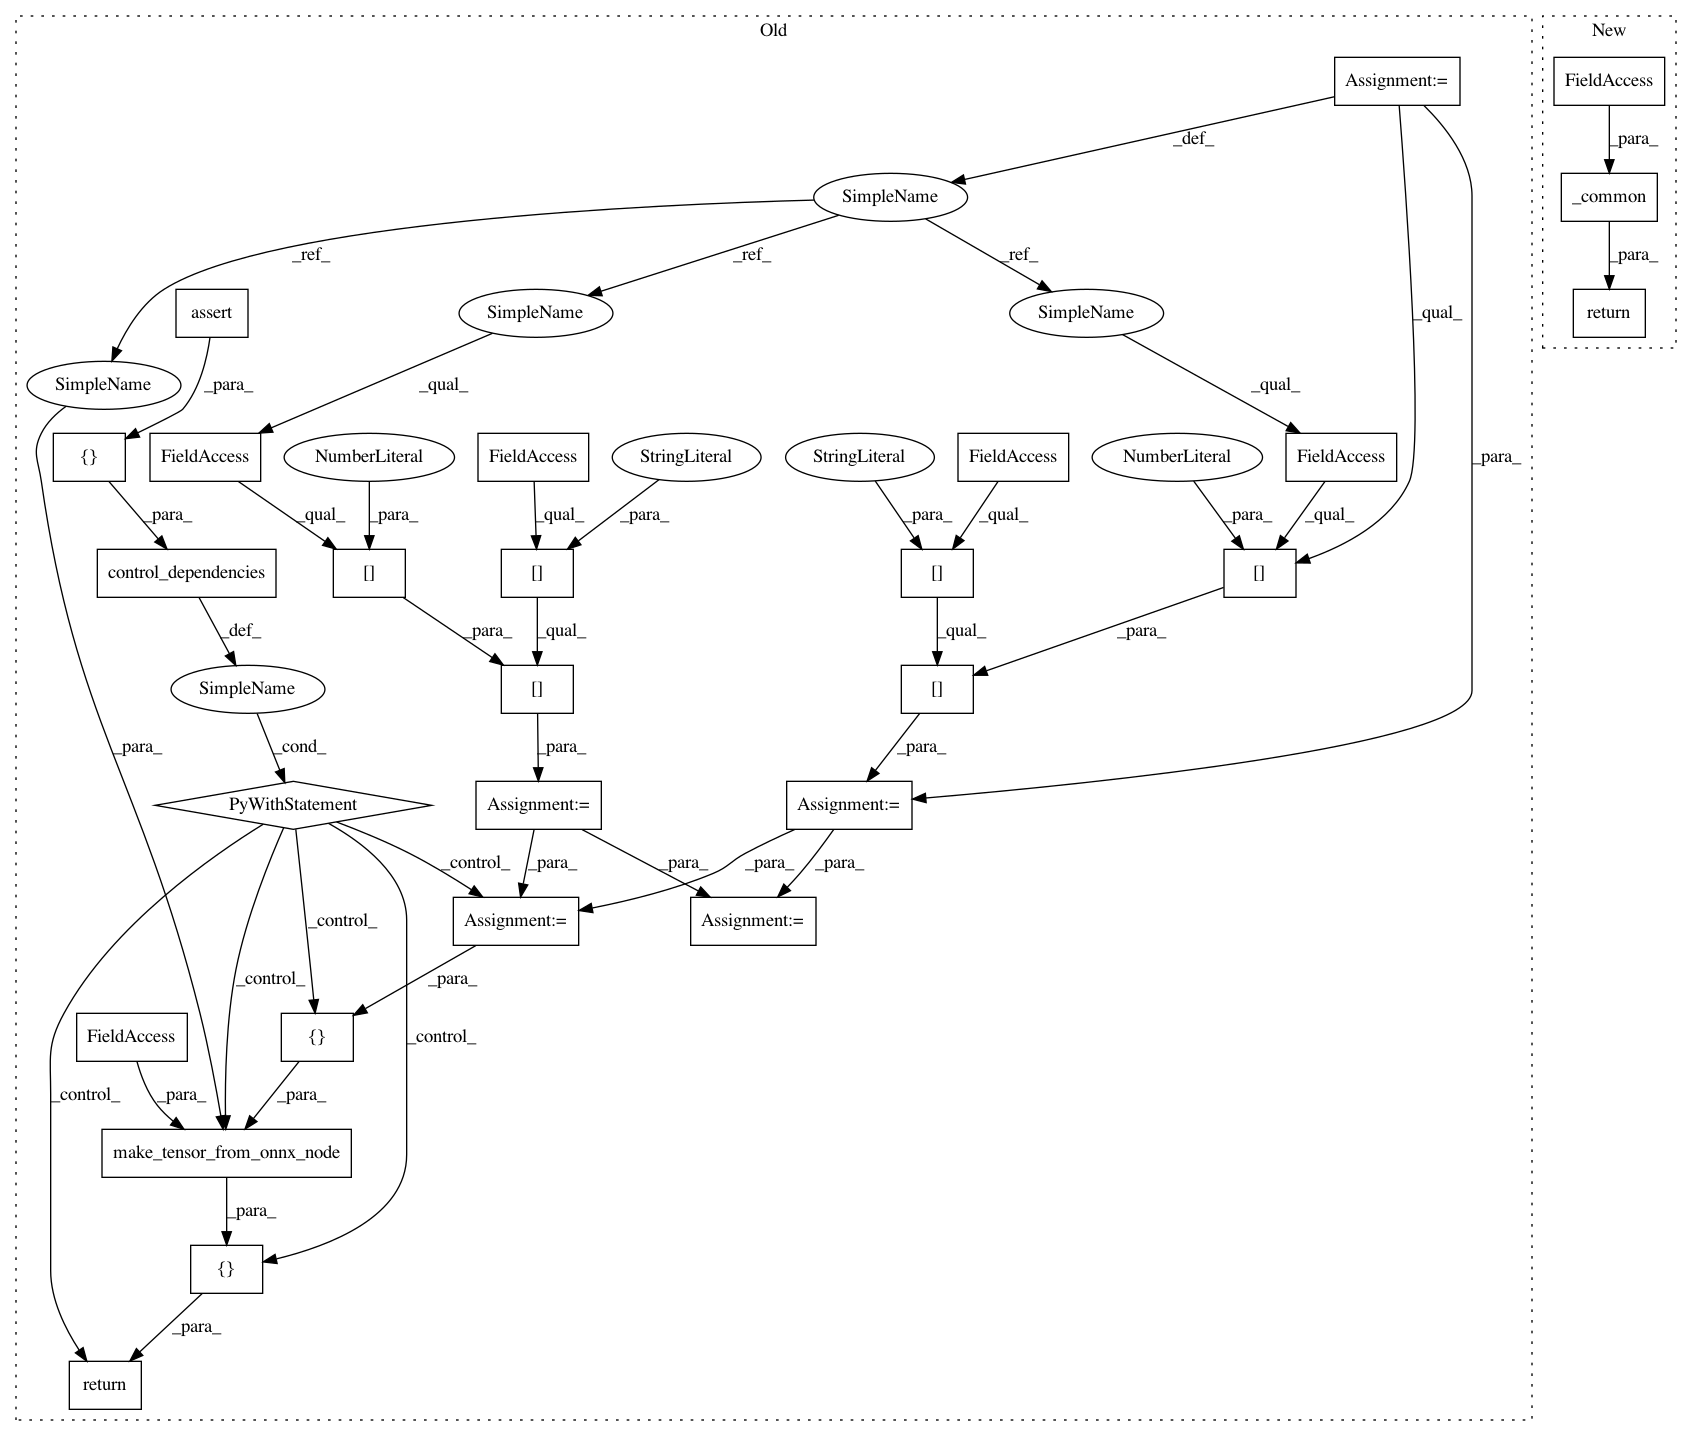 Old
New
Assignment:=
FieldAccess
_def_
_para_
SimpleName
_common
_ref_
_ref_
_ref_
_para_
assert
SimpleName
SimpleName
_qual_
return
SimpleName
_para_
_qual_
_qual_
{}
FieldAccess
NumberLiteral
FieldAccess
StringLiteral
StringLiteral
FieldAccess
NumberLiteral
FieldAccess
_para_
_para_
_qual_
_para_
_qual_
_para_
_para_
_qual_
_para_
_qual_
control_dependencies
[]
[]
[]
[]
_def_
_para_
_qual_
_qual_
_para_
SimpleName
[]
[]
_para_
_cond_
_para_
_para_
PyWithStatement
Assignment:=
Assignment:=
_control_
_para_
_para_
_para_
_para_
_control_
Assignment:=
Assignment:=
_control_
_para_
FieldAccess
{}
_control_
_control_
_para_
_para_
make_tensor_from_onnx_node
_para_
{}
_para_
return